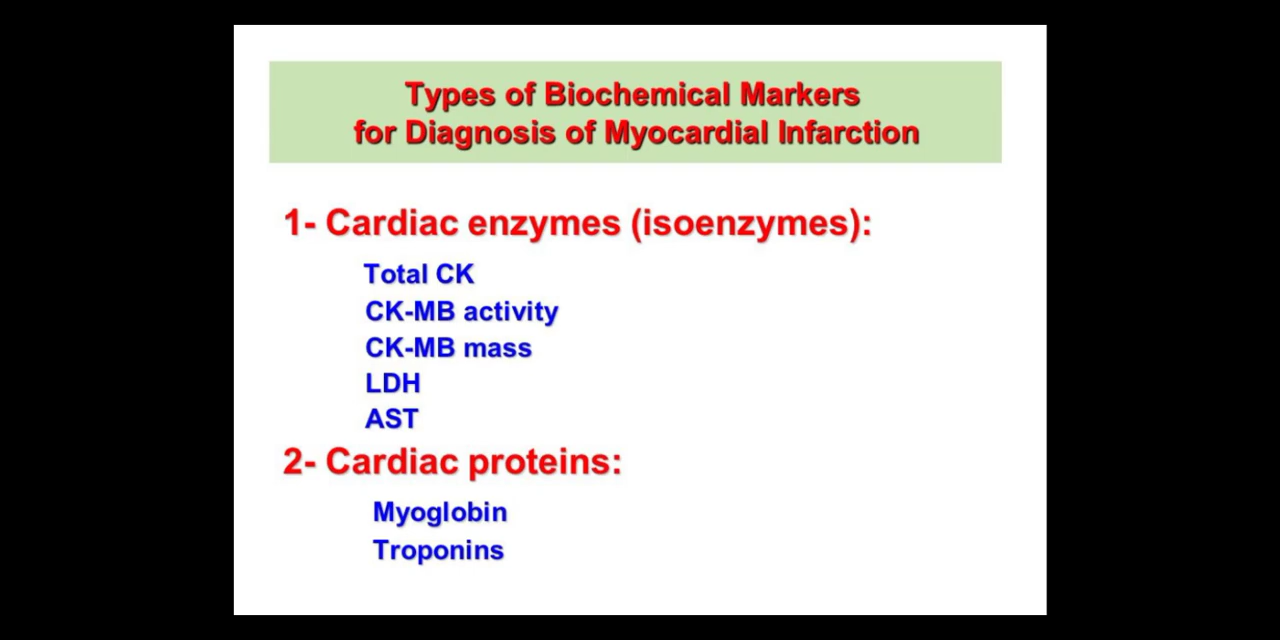 Types of Biochemical Markers
for Diagnosis of Myocardial Infarction
1- Cardiac enzymes (isoenzymes):
Total CK
CK-MB activity
CK-MB mass
LDH
AST
2- Cardiac proteins:
Myoglobin
Troponins